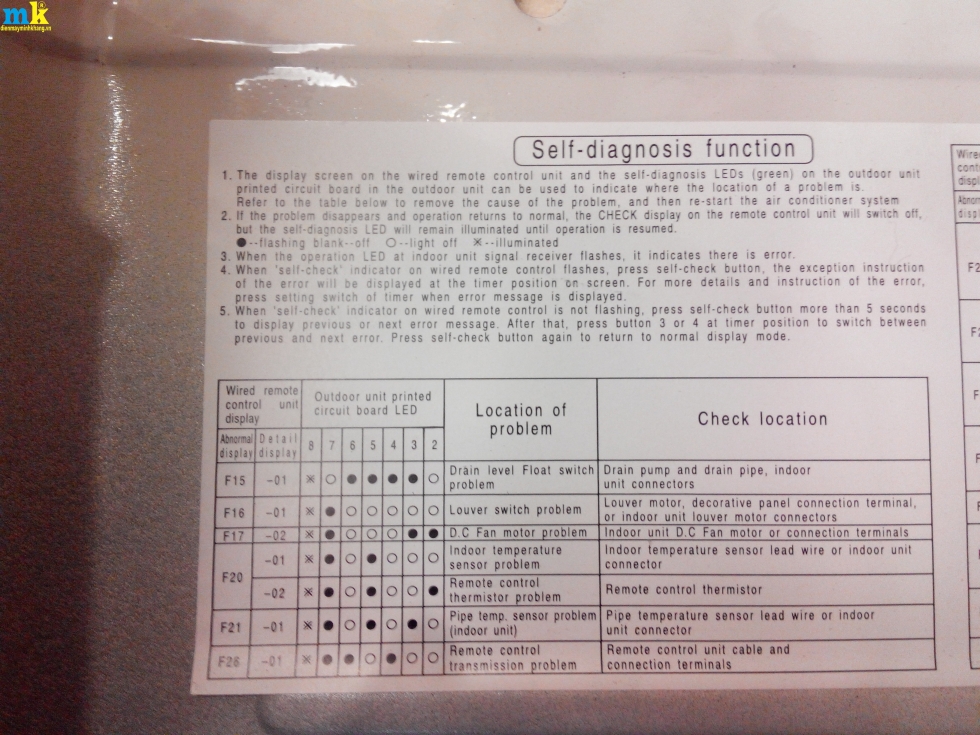 mk
dienmayminhkhang.vn
Self-diagnosis function
1. The display screen on the wired remote control unit and the self-diagnosis LEDs (green) on the outdoor unit
printed circuit board in the outdoor unit can be used to indicate where the location of a problem is.
Refer to the table below to remove the cause of the problem, and then re-start the air conditioner system
2. If the problem disappears and operation returns to normal, the CHECK display on the remote control unit will switch off,
but the self-diagnosis LED will remain illuminated until operation is resumed.
●--flashing blank--off ○--light off ※--illuminated
3. When the operation LED at indoor unit signal receiver flashes, it indicates there is error.
4. When 'self-check' indicator on wired remote control flashes, press self-check button, the exception instruction
of the error will be displayed at the timer position on screen. For more details and instruction of the error,
press setting switch of timer when error message is displayed.
5. When 'self-check' indicator on wired remote control is not flashing, press self-check button more than 5 seconds
to display previous or next error message. After that, press button 3 or 4 at timer position to switch between
previous and next error. Press self-check button again to return to normal display mode.
Wired remote control unit display Outdoor unit printed circuit board LED Location of problem Check location
Abnormal display Detail display 8 7 6 5 4 3 2
F15 -01 ※ ○ ● ● ● ● ○ Drain level Float switch problem Drain pump and drain pipe, indoor unit connectors
F16 -01 ※ ● ○ ○ ○ ○ ○ Louver switch problem Louver motor, decorative panel connection terminal, or indoor unit louver motor connectors
F17 -02 ※ ● ○ ○ ○ ● ● D.C Fan motor problem Indoor unit D.C Fan motor or connection terminals
F20 -01 ※ ● ○ ● ○ ○ ○ Indoor temperature sensor problem Indoor temperature sensor lead wire or indoor unit connector
-02 ※ ● ○ ● ○ ○ ● Remote control thermistor problem Remote control thermistor
F21 -01 ※ ● ○ ● ○ ● ○ Pipe temp. sensor problem (indoor unit) Pipe temperature sensor lead wire or indoor unit connector
F26 -01 ※ ● ● ○ ● ○ ○ Remote control transmission problem Remote control unit cable and connection terminals